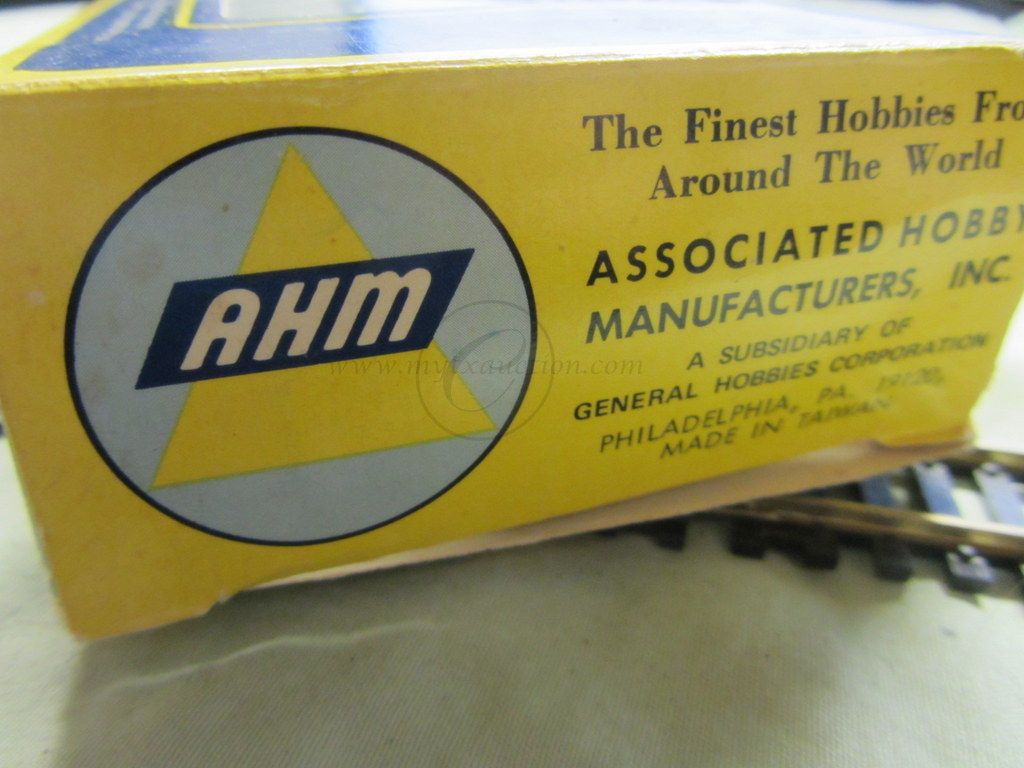 AHM
The Finest Hobbies Fro
Around The World
ASSOCIATED HOBBY
MANUFACTURERS, INC.
A SUBSIDIARY OF
GENERAL HOBBIES CORPORATION
PHILADELPHIA, PA. 19120,
MADE IN TAIWAN
www.mytxauction.com